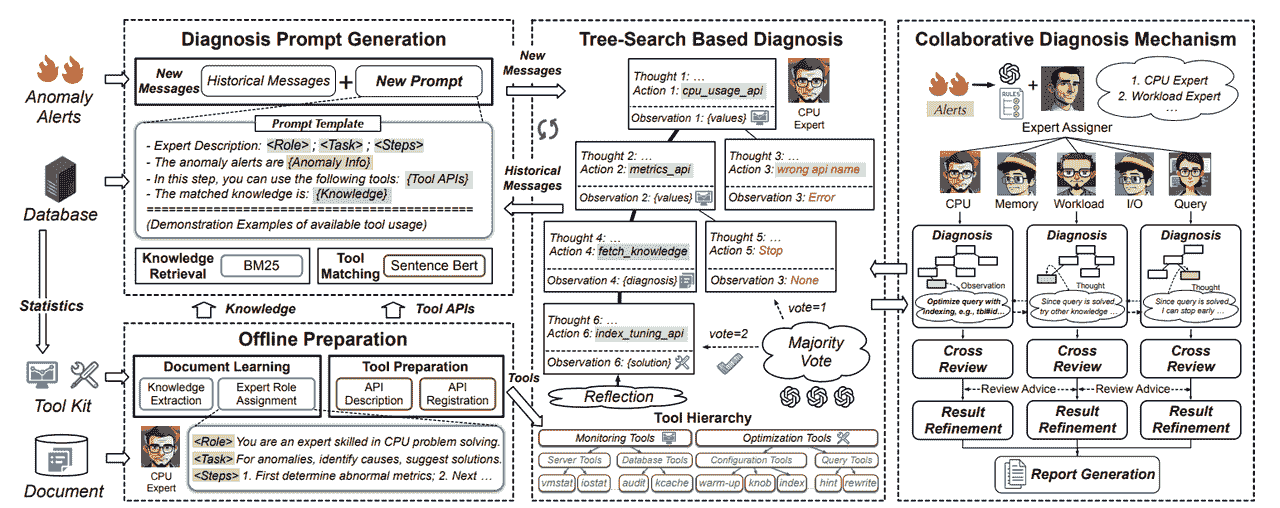 Anomaly
Alerts
Database
Statistics
Tool Kit
Document
Diagnosis Prompt Generation
New
Messages
Historical Messages
+
New Prompt
Prompt Template
- Expert Description: <Role> ; <Task> ; <Steps>
- The anomaly alerts are {Anomaly Info}
- In this step, you can use the following tools: {Tool APIs}
- The matched knowledge is: {Knowledge}
==========================================
(Demonstration Examples of available tool usage)
Knowledge
Retrieval
BM25
Tool
Matching
Sentence Bert
Knowledge
Tool APIs
Offline Preparation
Document Learning
Knowledge
Extraction
Expert Role
Assignment
Tool Preparation
API
Description
API
Registration
CPU
Expert
<Role> You are an expert skilled in CPU problem solving.
<Task> For anomalies, identify causes, suggest solutions.
<Steps> 1. First determine abnormal metrics; 2. Next …
New
Messages
Historical
Messages
Tools
Tree-Search Based Diagnosis
Thought 1: …
Action 1: cpu_usage_api
Observation 1: {values}
CPU
Expert
Thought 2: …
Action 2: metrics_api
Observation 2: {values}
Thought 3: …
Action 3: wrong api name
Observation 3: Error
Thought 4: …
Action 4: fetch_knowledge
Observation 4: {diagnosis}
Thought 5: …
Action 5: Stop
Observation 3: None
Thought 6: …
Action 6: index_tuning_api
Observation 6: {solution}
vote=1
vote=2
Majority
Vote
Reflection
Tool Hierarchy
Monitoring Tools
Optimization Tools
Server Tools
Database Tools
Configuration Tools
Query Tools
vmstat
iostat
audit
kcache
warm-up
knob
index
hint
rewrite
Collaborative Diagnosis Mechanism
Alerts
+
RULES
1. CPU Expert
2. Workload Expert
…
Expert Assigner
CPU
Memory
Workload
I/O
Query
Diagnosis
Observation
Optimize query with
indexing, e.g., tbl#id…
Diagnosis
Thought
Since query is solved,
try other knowledge …
Diagnosis
Thought
Since query is solved,
I can stop early …
Cross
Review
Cross
Review
Cross
Review
Review Advice
Review Advice
Result
Refinement
Result
Refinement
Result
Refinement
Report Generation